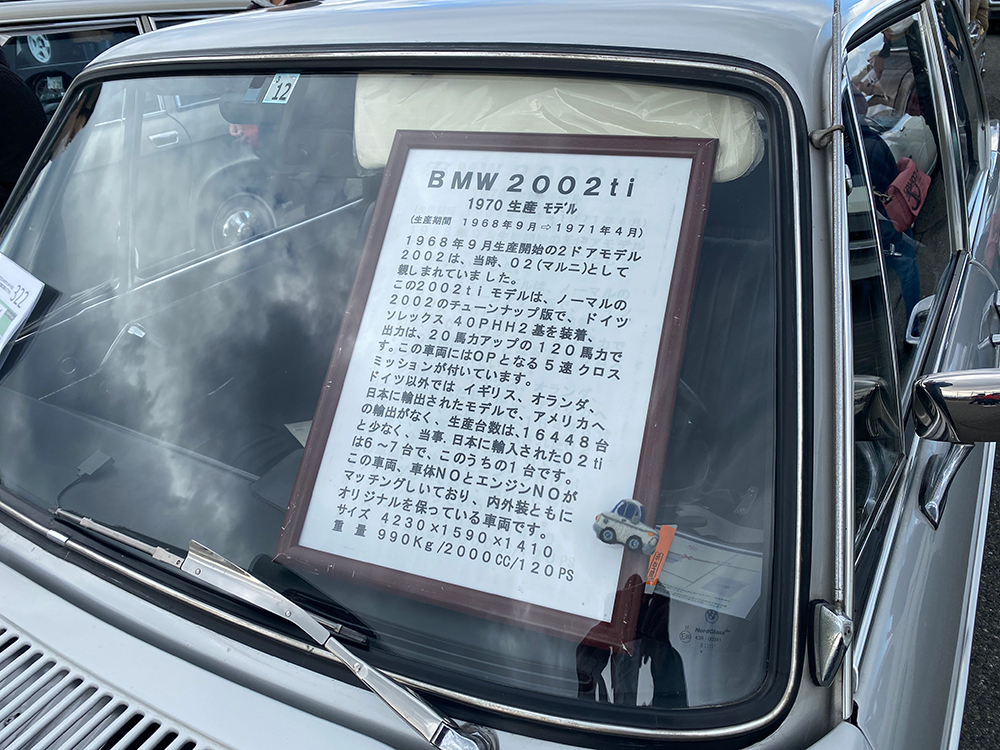 12
322
BMW 2002ti
1970 生産 モデル
(生産期間 1968年9月⇨1971年4月)
1968年9月生産開始の2ドアモデル
2002は、当時、02(マルニ)として
親しまれていました。
この2002ti モデルは、ノーマルの
2002のチューンナップ版で、ドイツ
ソレックス 40PHH2基を装着、
出力は、20馬力アップの120馬力で
す。この車両にはOPとなる5速クロス
ミッションが付いています。
ドイツ以外では イギリス、オランダ、
日本に輸出されたモデルで、アメリカへ
の輸出がなく、生産台数は、16448台
と少なく、当事、日本に輸入された02ti
は6〜7台で、このうちの1台です。
この車両、車体NOとエンジンNOが
マッチングしいており、内外装ともに
オリジナルを保っている車両です。
サイズ 4230×1590×1410
重 量 990Kg/2000CC/120PS
NordGlass